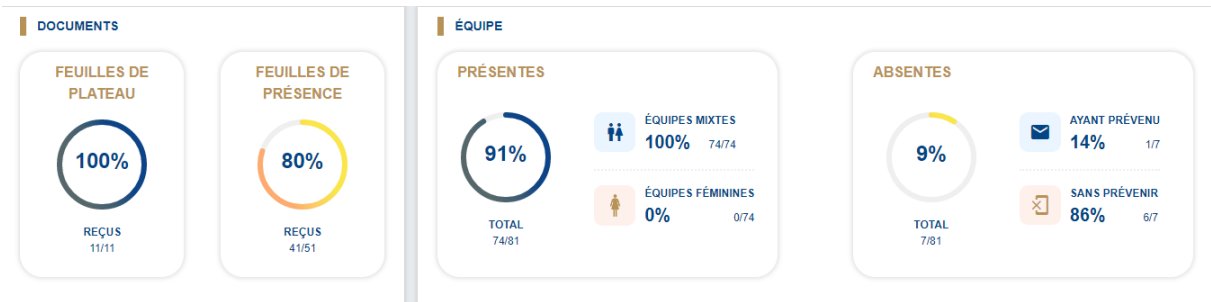 DOCUMENTS
FEUILLES DE
PLATEAU
100%
REÇUS
11/11
FEUILLES DE
PRÉSENCE
80%
REÇUS
41/51
ÉQUIPE
PRÉSENTES
91%
TOTAL
74/81
ÉQUIPES MIXTES
100% 74/74
ÉQUIPES FÉMININES
0% 0/74
ABSENTES
9%
TOTAL
7/81
AYANT PRÉVENU
14% 1/7
SANS PRÉVENIR
86% 6/7